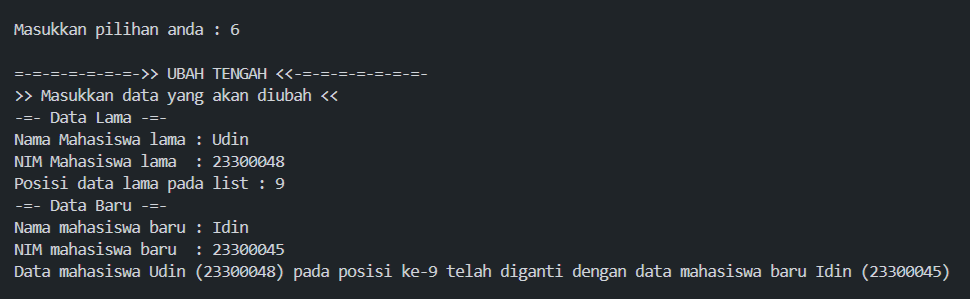 Masukkan pilihan anda : 6
=-=-=-=-=-=-=->> UBAH TENGAH <<-=-=-=-=-=-=-=-
>> Masukkan data yang akan diubah <<
-=- Data Lama -=-
Nama Mahasiswa lama : Udin
NIM Mahasiswa lama  : 23300048
Posisi data lama pada list : 9
-=- Data Baru -=-
Nama mahasiswa baru : Idin
NIM mahasiswa baru  : 23300045
Data mahasiswa Udin (23300048) pada posisi ke-9 telah diganti dengan data mahasiswa baru Idin (23300045)